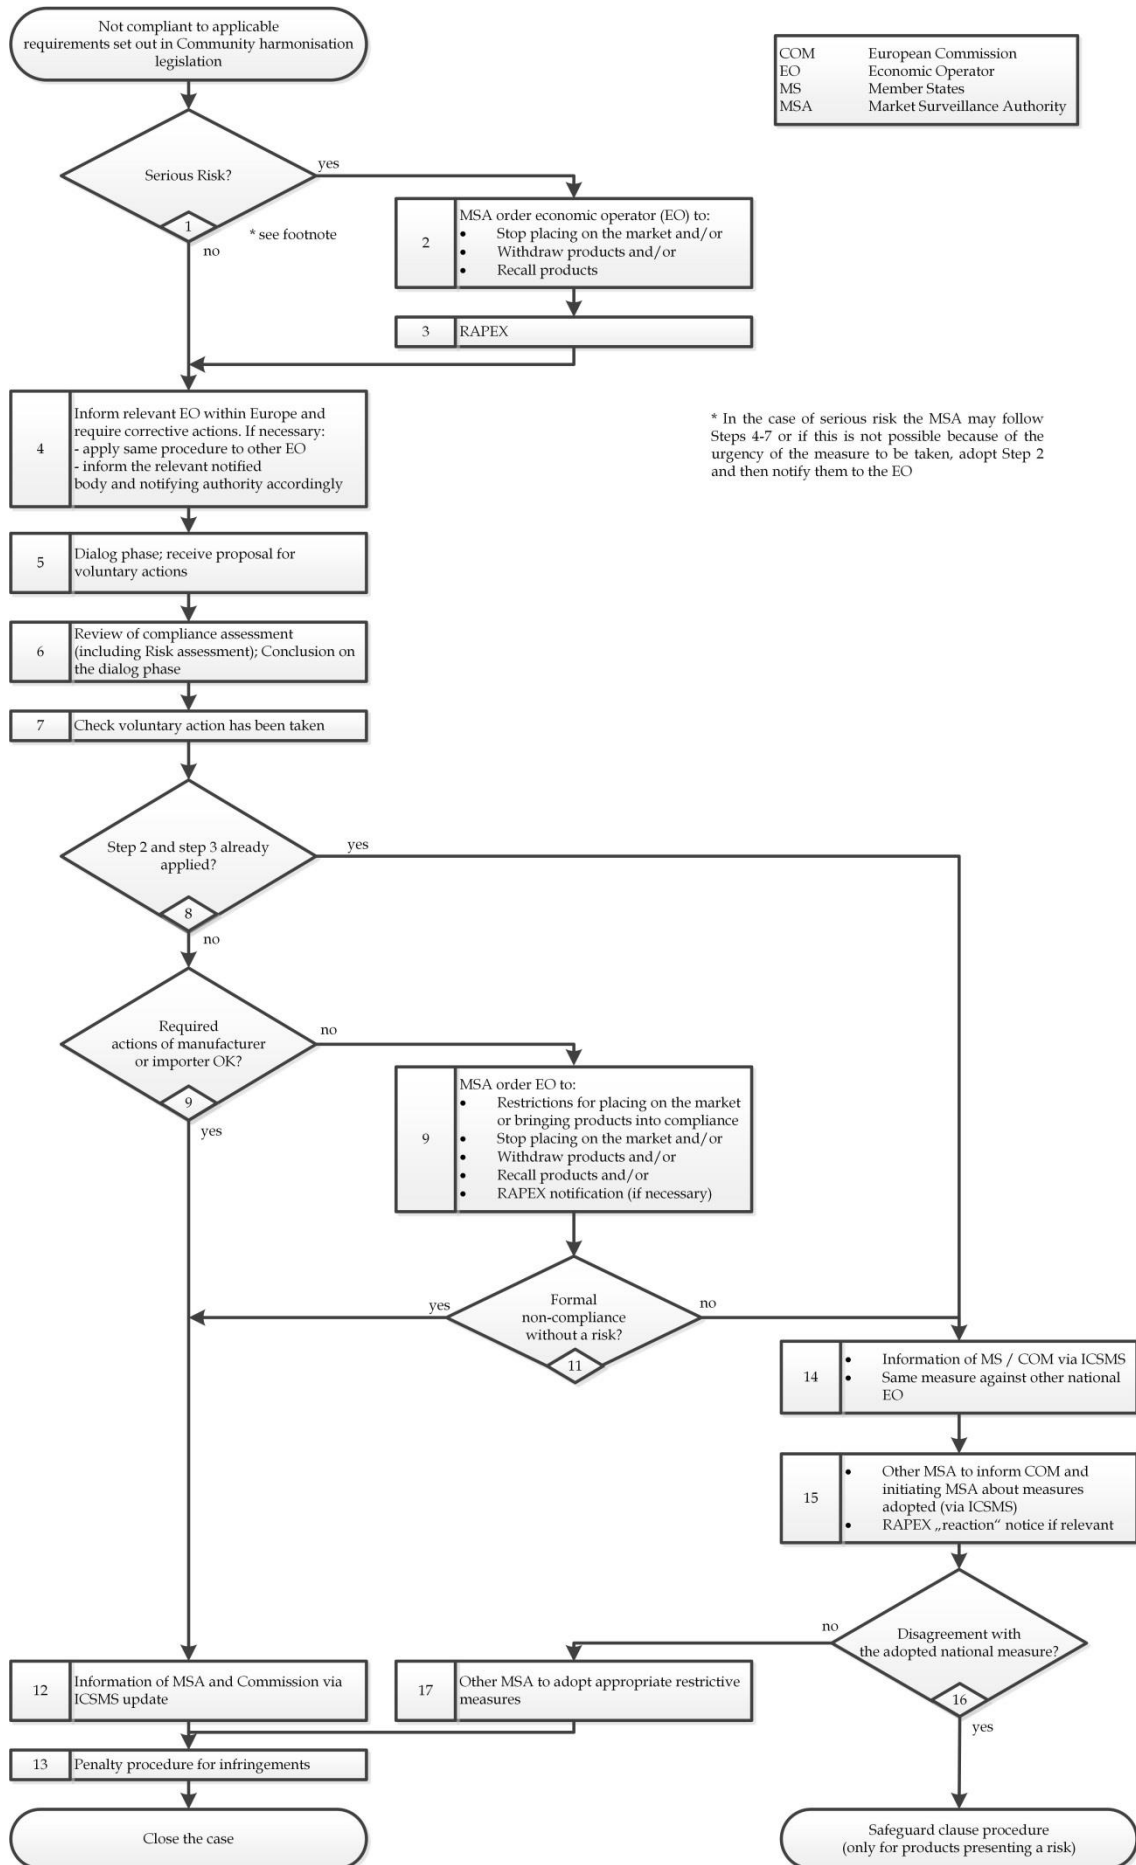 Not compliant to applicable
requirements set out in Community harmonisation
legislation
COM European Commission
EO Economic Operator
MS Member States
MSA Market Surveillance Authority
Serious Risk?
1
yes
no
* see footnote
2
MSA order economic operator (EO) to:
• Stop placing on the market and/or
• Withdraw products and/or
• Recall products
3
RAPEX
4
Inform relevant EO within Europe and
require corrective actions. If necessary:
- apply same procedure to other EO
- inform the relevant notified
body and notifying authority accordingly
* In the case of serious risk the MSA may follow
Steps 4-7 or if this is not possible because of the
urgency of the measure to be taken, adopt Step 2
and then notify them to the EO
5
Dialog phase; receive proposal for
voluntary actions
6
Review of compliance assessment
(including Risk assessment); Conclusion on
the dialog phase
7
Check voluntary action has been taken
Step 2 and step 3 already
applied?
8
yes
no
Required
actions of manufacturer
or importer OK?
9
no
yes
9
MSA order EO to:
• Restrictions for placing on the market
or bringing products into compliance
• Stop placing on the market and/or
• Withdraw products and/or
• Recall products and/or
• RAPEX notification (if necessary)
Formal
non-compliance
without a risk?
11
yes
no
14
• Information of MS / COM via ICSMS
• Same measure against other national
EO
15
• Other MSA to inform COM and
initiating MSA about measures
adopted (via ICSMS)
• RAPEX „reaction“ notice if relevant
Disagreement with
the adopted national measure?
16
no
yes
12
Information of MSA and Commission via
ICSMS update
17
Other MSA to adopt appropriate restrictive
measures
13
Penalty procedure for infringements
Close the case
Safeguard clause procedure
(only for products presenting a risk)